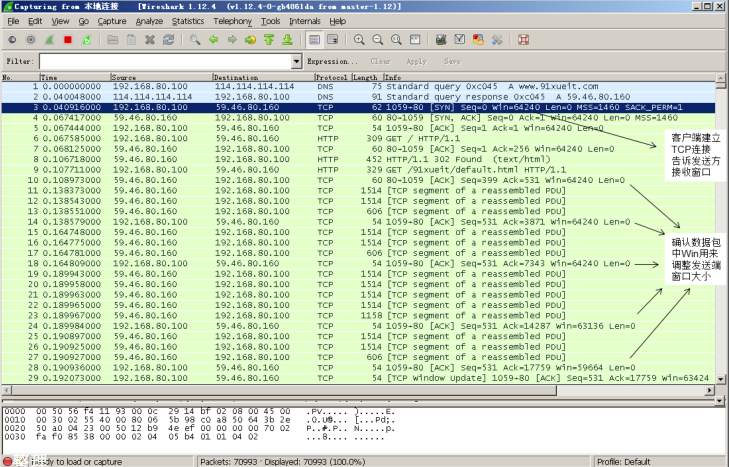 Capturing from 本地连接 [Wireshark 1.12.4 (v1.12.4-0-gb4861da from master-1.12)]
File Edit View Go Capture Analyze Statistics Telephony Tools Internals Help
Filter: Expression... Clear Apply Save
No. Time Source Destination Protocol Length Info
1 0.000000000 192.168.80.100 114.114.114.114 DNS 75 Standard query 0xc045 A www.91xueit.com
2 0.040048000 114.114.114.114 192.168.80.100 DNS 91 Standard query response 0xc045 A 59.46.80.160
3 0.040916000 192.168.80.100 59.46.80.160 TCP 62 1059→80 [SYN] Seq=0 Win=64240 Len=0 MSS=1460 SACK_PERM=1
4 0.067417000 59.46.80.160 192.168.80.100 TCP 60 80→1059 [SYN, ACK] Seq=0 Ack=1 Win=64240 Len=0 MSS=1460
5 0.067444000 192.168.80.100 59.46.80.160 TCP 54 1059→80 [ACK] Seq=1 Ack=1 Win=64240 Len=0
6 0.067585000 192.168.80.100 59.46.80.160 HTTP 309 GET / HTTP/1.1
7 0.068125000 59.46.80.160 192.168.80.100 TCP 60 80→1059 [ACK] Seq=1 Ack=256 Win=64240 Len=0
8 0.106718000 59.46.80.160 192.168.80.100 HTTP 452 HTTP/1.1 302 Found (text/html)
9 0.107711000 192.168.80.100 59.46.80.160 HTTP 329 GET /91xueit/default.html HTTP/1.1
10 0.108973000 59.46.80.160 192.168.80.100 TCP 60 80→1059 [ACK] Seq=399 Ack=531 Win=64240 Len=0
11 0.138373000 59.46.80.160 192.168.80.100 TCP 1514 [TCP segment of a reassembled PDU]
12 0.138543000 59.46.80.160 192.168.80.100 TCP 1514 [TCP segment of a reassembled PDU]
13 0.138551000 59.46.80.160 192.168.80.100 TCP 606 [TCP segment of a reassembled PDU]
14 0.138579000 192.168.80.100 59.46.80.160 TCP 54 1059→80 [ACK] Seq=531 Ack=3871 Win=64240 Len=0
15 0.164748000 59.46.80.160 192.168.80.100 TCP 1514 [TCP segment of a reassembled PDU]
16 0.164775000 59.46.80.160 192.168.80.100 TCP 1514 [TCP segment of a reassembled PDU]
17 0.164781000 59.46.80.160 192.168.80.100 TCP 606 [TCP segment of a reassembled PDU]
18 0.164809000 192.168.80.100 59.46.80.160 TCP 54 1059→80 [ACK] Seq=531 Ack=7343 Win=64240 Len=0
19 0.189943000 59.46.80.160 192.168.80.100 TCP 1514 [TCP segment of a reassembled PDU]
20 0.189958000 59.46.80.160 192.168.80.100 TCP 1514 [TCP segment of a reassembled PDU]
21 0.189963000 59.46.80.160 192.168.80.100 TCP 1514 [TCP segment of a reassembled PDU]
22 0.189965000 59.46.80.160 192.168.80.100 TCP 1514 [TCP segment of a reassembled PDU]
23 0.189967000 59.46.80.160 192.168.80.100 TCP 1158 [TCP segment of a reassembled PDU]
24 0.189984000 192.168.80.100 59.46.80.160 TCP 54 1059→80 [ACK] Seq=531 Ack=14287 Win=63136 Len=0
25 0.190897000 59.46.80.160 192.168.80.100 TCP 1514 [TCP segment of a reassembled PDU]
26 0.190925000 59.46.80.160 192.168.80.100 TCP 1514 [TCP segment of a reassembled PDU]
27 0.190927000 59.46.80.160 192.168.80.100 TCP 606 [TCP segment of a reassembled PDU]
28 0.190936000 192.168.80.100 59.46.80.160 TCP 54 1059→80 [ACK] Seq=531 Ack=17759 Win=59664 Len=0
29 0.192073000 192.168.80.100 59.46.80.160 TCP 54 [TCP Window Update] 1059→80 [ACK] Seq=531 Ack=17759 Win=63424
客户端建立
TCP连接
告诉发送方
接收窗口
确认数据包
中Win用来
调整发送端
窗口大小
0000 00 50 56 f4 11 93 00 0c 29 14 bf 02 08 00 45 00 .PV..... ).....E.
0010 00 30 02 55 40 00 80 06 5b 98 c0 a8 50 64 3b 2e .0.U@... [...Pd;.
0020 50 a0 04 23 00 50 12 b9 4e ef 00 00 00 00 70 02 P..#.P.. N.....p.
0030 fa f0 85 38 00 00 02 04 05 b4 01 01 04 02 ...8.... ......
ready to load or capture Packets: 70993 · Displayed: 70993 (100.0%) Profile: Default